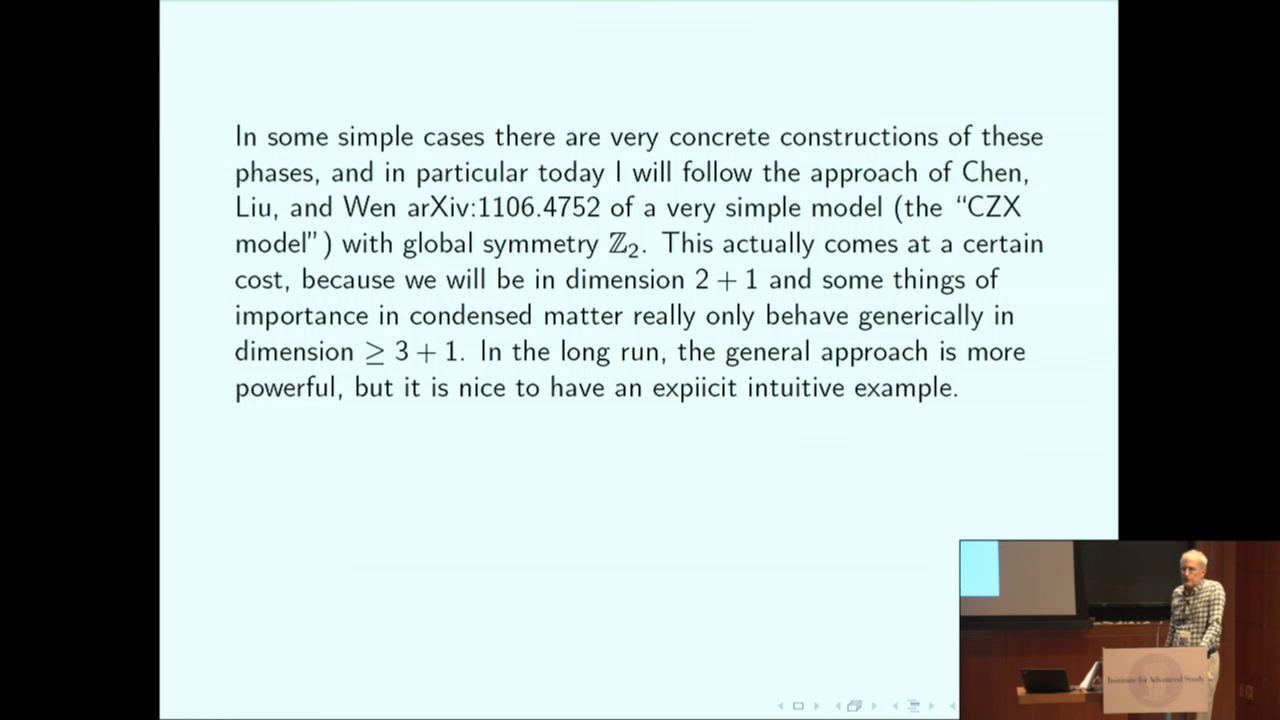 In some simple cases there are very concrete constructions of these
phases, and in particular today I will follow the approach of Chen,
Liu, and Wen arXiv:1106.4752 of a very simple model (the “CZX
model”) with global symmetry ℤ₂. This actually comes at a certain
cost, because we will be in dimension 2 + 1 and some things of
importance in condensed matter really only behave generically in
dimension ≥ 3 + 1. In the long run, the general approach is more
powerful, but it is nice to have an expiicit intuitive example.
Institute for Advanced Study